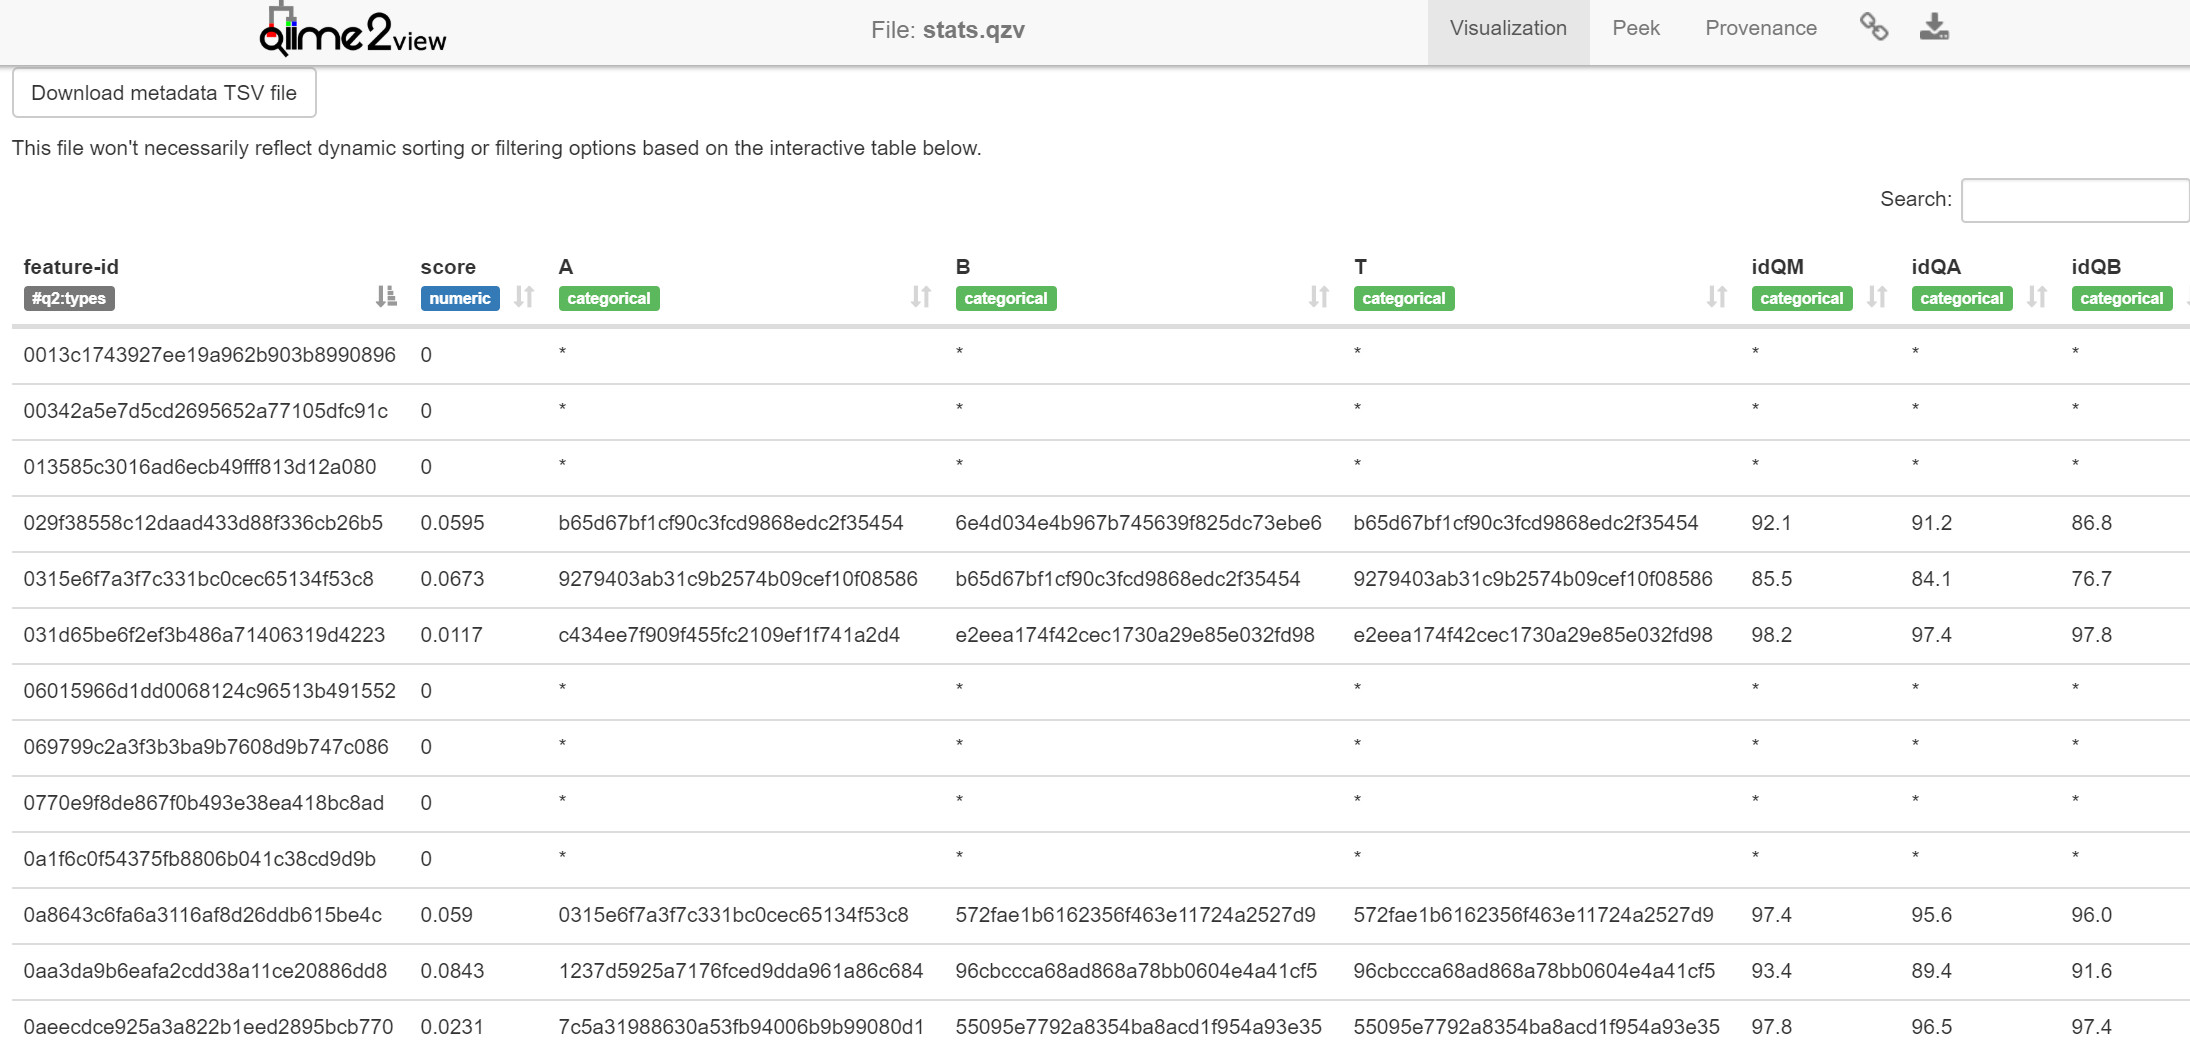 qiime2view File: stats.qzv Visualization Peek Provenance
Download metadata TSV file
This file won't necessarily reflect dynamic sorting or filtering options based on the interactive table below.
Search:
feature-id score A B T idQM idQA idQB
#q2:types numeric categorical categorical categorical categorical categorical categorical
0013c1743927ee19a962b903b8990896 0 * * * * * *
00342a5e7d5cd2695652a77105dfc91c 0 * * * * * *
013585c3016ad6ecb49fff813d12a080 0 * * * * * *
029f38558c12daad433d88f336cb26b5 0.0595 b65d67bf1cf90c3fcd9868edc2f35454 6e4d034e4b967b745639f825dc73ebe6 b65d67bf1cf90c3fcd9868edc2f35454 92.1 91.2 86.8
0315e6f7a3f7c331bc0cec65134f53c8 0.0673 9279403ab31c9b2574b09cef10f08586 b65d67bf1cf90c3fcd9868edc2f35454 9279403ab31c9b2574b09cef10f08586 85.5 84.1 76.7
031d65be6f2ef3b486a71406319d4223 0.0117 c434ee7f909f455fc2109ef1f741a2d4 e2eea174f42cec1730a29e85e032fd98 e2eea174f42cec1730a29e85e032fd98 98.2 97.4 97.8
06015966d1dd0068124c96513b491552 0 * * * * * *
069799c2a3f3b3ba9b7608d9b747c086 0 * * * * * *
0770e9f8de867f0b493e38ea418bc8ad 0 * * * * * *
0a1f6c0f54375fb8806b041c38cd9d9b 0 * * * * * *
0a8643c6fa6a3116af8d26ddb615be4c 0.059 0315e6f7a3f7c331bc0cec65134f53c8 572fae1b6162356f463e11724a2527d9 572fae1b6162356f463e11724a2527d9 97.4 95.6 96.0
0aa3da9b6eafa2cdd38a11ce20886dd8 0.0843 1237d5925a7176fced9dda961a86c684 96cbccca68ad868a78bb0604e4a41cf5 96cbccca68ad868a78bb0604e4a41cf5 93.4 89.4 91.6
0aeecdce925a3a822b1eed2895bcb770 0.0231 7c5a31988630a53fb94006b9b99080d1 55095e7792a8354ba8acd1f954a93e35 55095e7792a8354ba8acd1f954a93e35 97.8 96.5 97.4